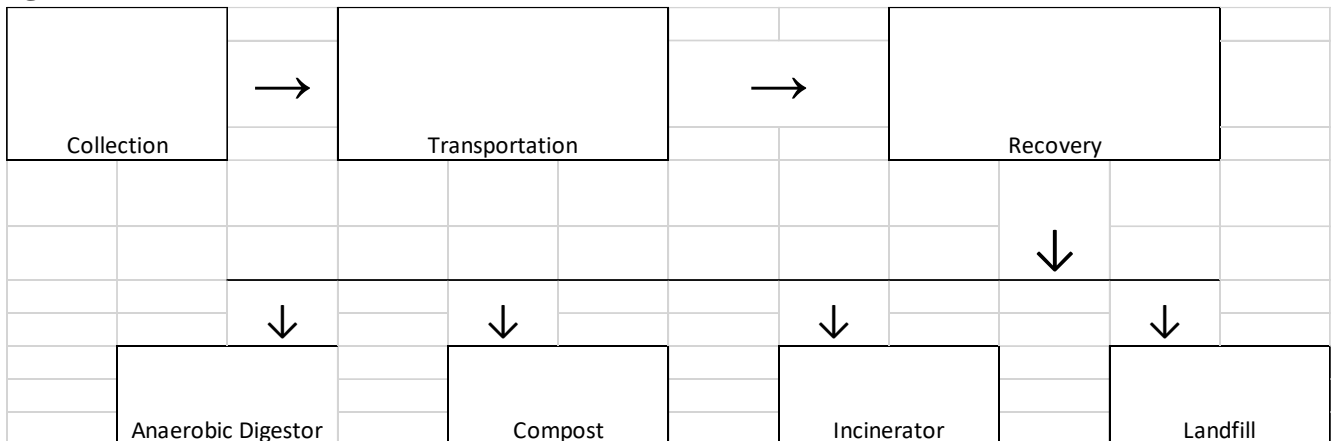 Collection
Transportation
Recovery
Anaerobic Digestor
Compost
Incinerator
Landfill